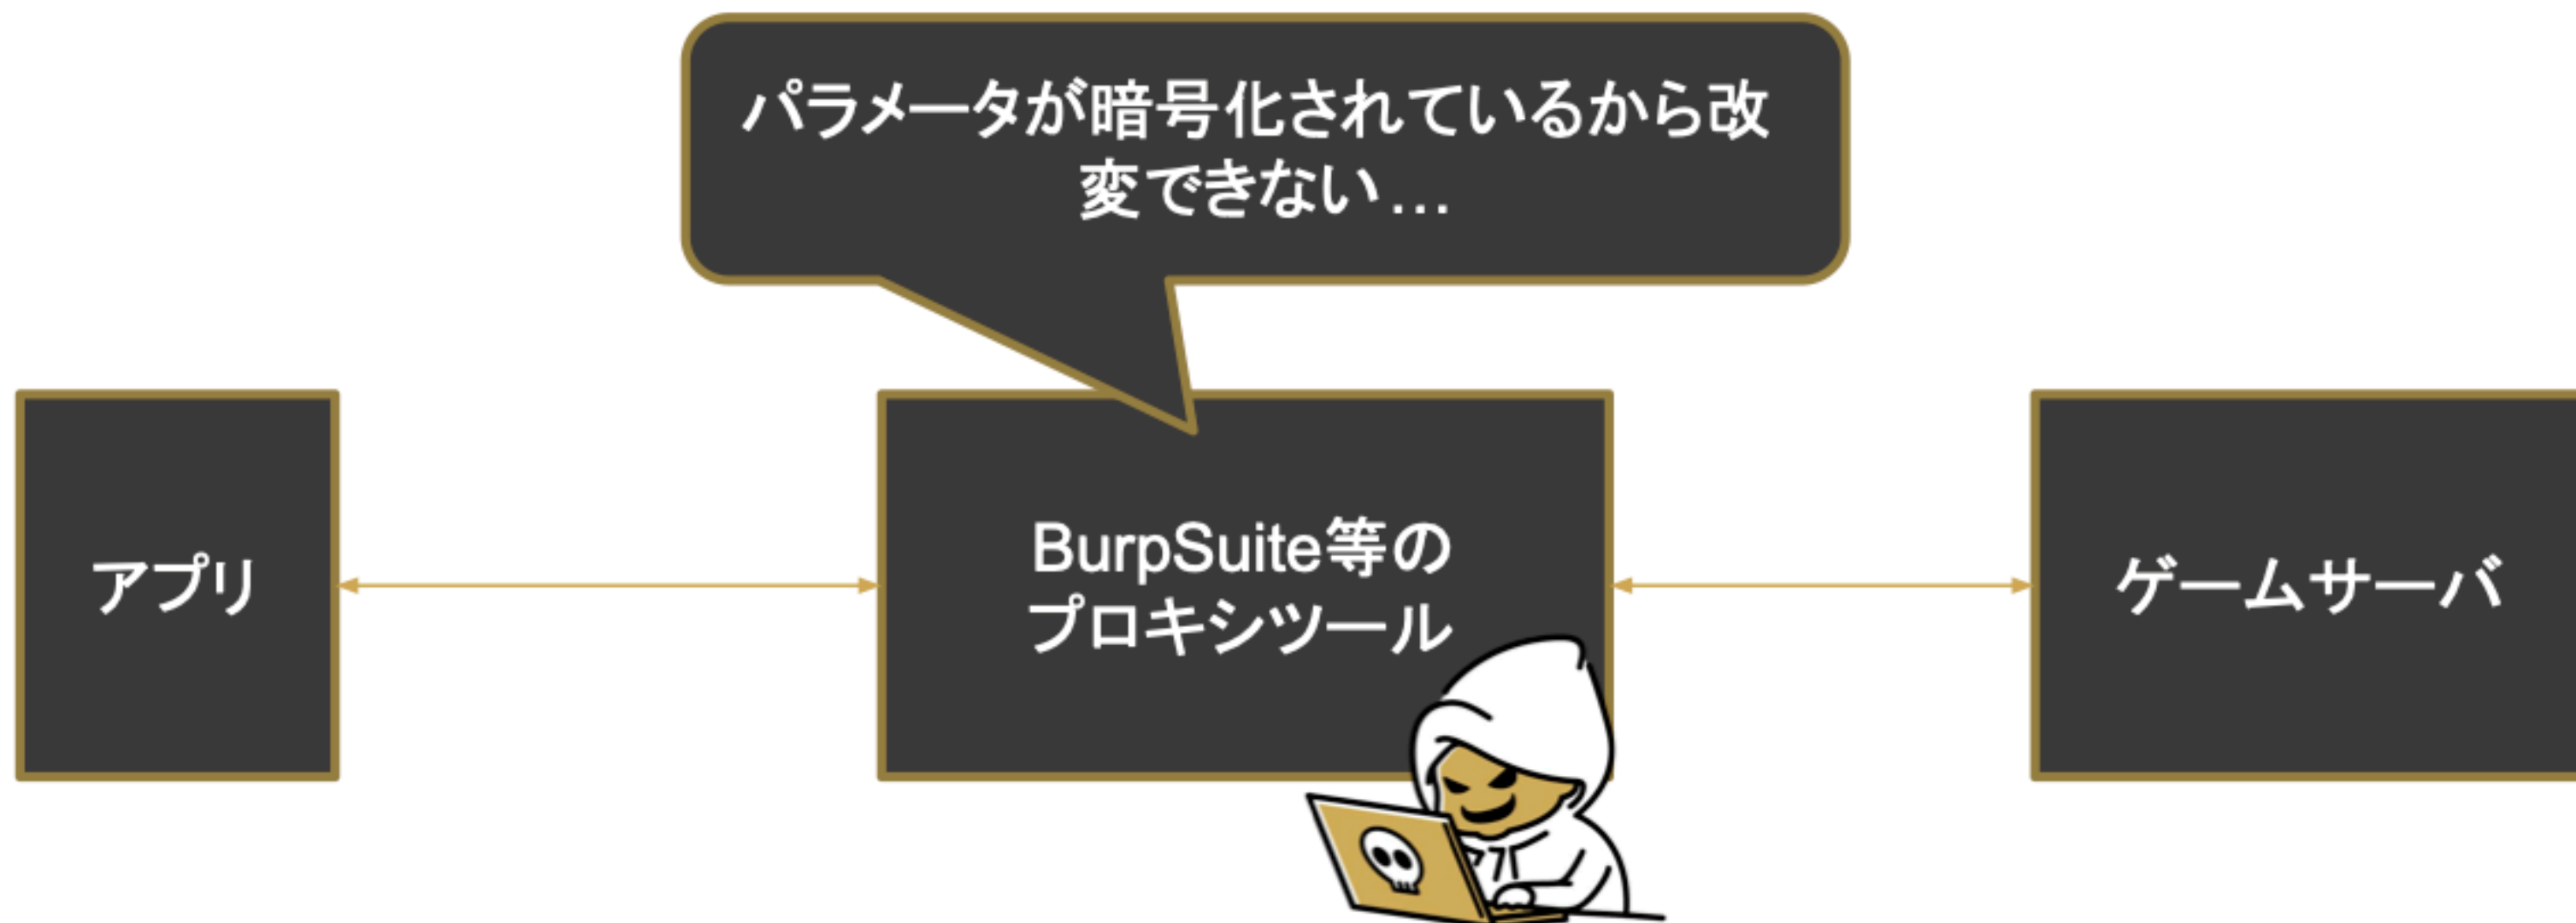 パラメータが暗号化されているから改
変できない…
アプリ
BurpSuite等の
プロキシツール
ゲームサーバ